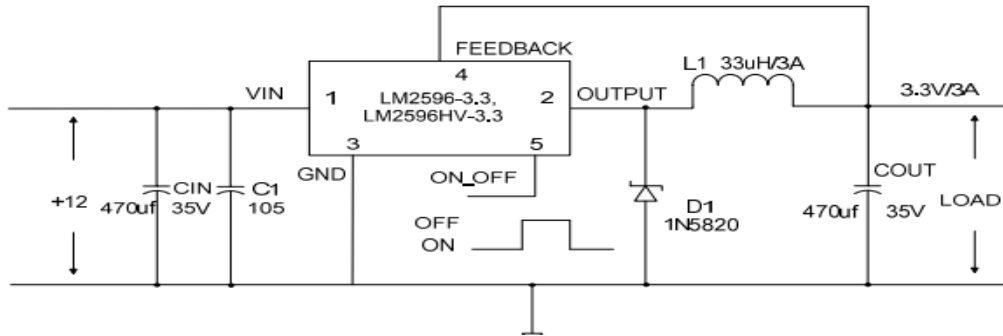 FEEDBACK
4
L1 33uH/3A
VIN
1
LM2596-3.3,
LM2596HV-3.3
2
OUTPUT
3.3V/3A
3
5
GND
ON_OFF
+12
470uf
CIN
35V
C1
105
OFF
ON
D1
1N5820
COUT
470uf
35V
LOAD